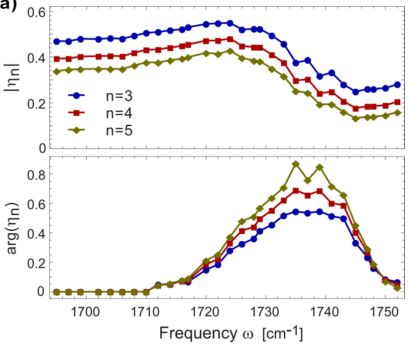 a)
0.6
0.4
0.2
0
|ηn|
n=3
n=4
n=5
0.8
0.6
0.4
0.2
0
arg(ηn)
1700 1710 1720 1730 1740 1750
Frequency ω [cm-1]